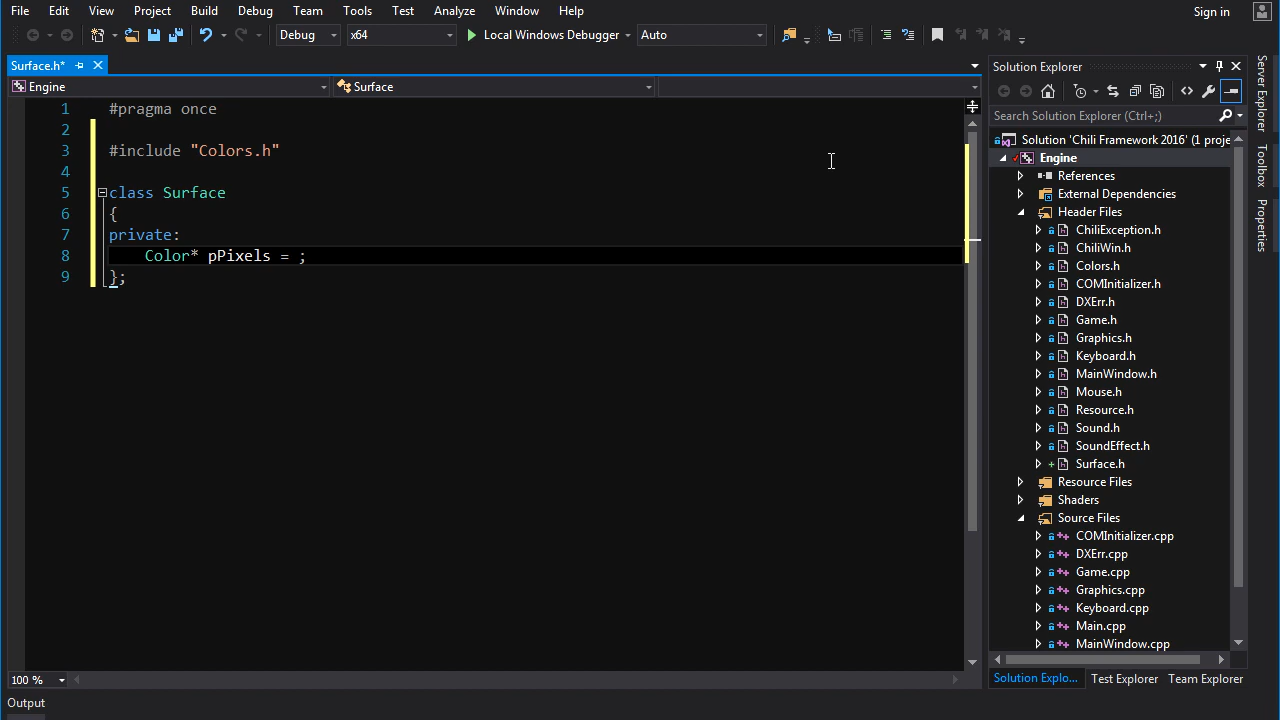 File Edit View Project Build Debug Team Tools Test Analyze Window Help Sign in
Debug x64 Local Windows Debugger Auto
Surface.h*
Engine Surface
1 #pragma once
2
3 #include "Colors.h"
4
5 class Surface
6 {
7 private:
8 Color* pPixels = ;
9 };
100 %
Output
Solution Explorer
Search Solution Explorer (Ctrl+;)
Solution 'Chili Framework 2016' (1 proje
Engine
References
External Dependencies
Header Files
ChiliException.h
ChiliWin.h
Colors.h
COMInitializer.h
DXErr.h
Game.h
Graphics.h
Keyboard.h
MainWindow.h
Mouse.h
Resource.h
Sound.h
SoundEffect.h
Surface.h
Resource Files
Shaders
Source Files
COMInitializer.cpp
DXErr.cpp
Game.cpp
Graphics.cpp
Keyboard.cpp
Main.cpp
MainWindow.cpp
Solution Explo... Test Explorer Team Explorer
Server Explorer
Toolbox
Properties